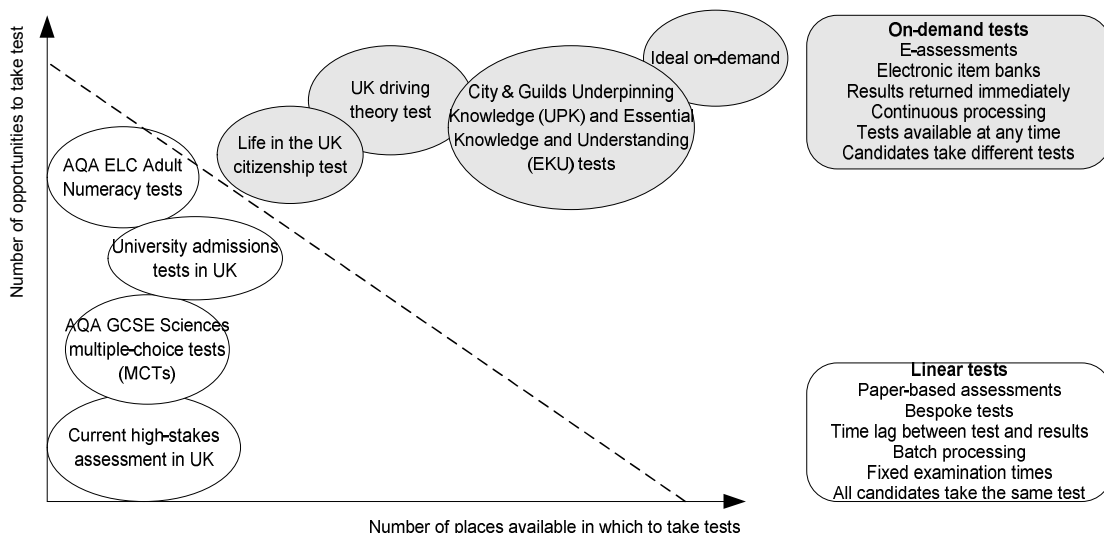 Number of opportunities to take test
Ideal on-demand
UK driving
theory test
City & Guilds Underpinning
Knowledge (UPK) and Essential
Knowledge and Understanding
(EKU) tests
Life in the UK
citizenship test
AQA ELC Adult
Numeracy tests
University admissions
tests in UK
AQA GCSE Sciences
multiple-choice tests
(MCTs)
Current high-stakes
assessment in UK
Number of places available in which to take tests
On-demand tests
E-assessments
Electronic item banks
Results returned immediately
Continuous processing
Tests available at any time
Candidates take different tests
Linear tests
Paper-based assessments
Bespoke tests
Time lag between test and results
Batch processing
Fixed examination times
All candidates take the same test